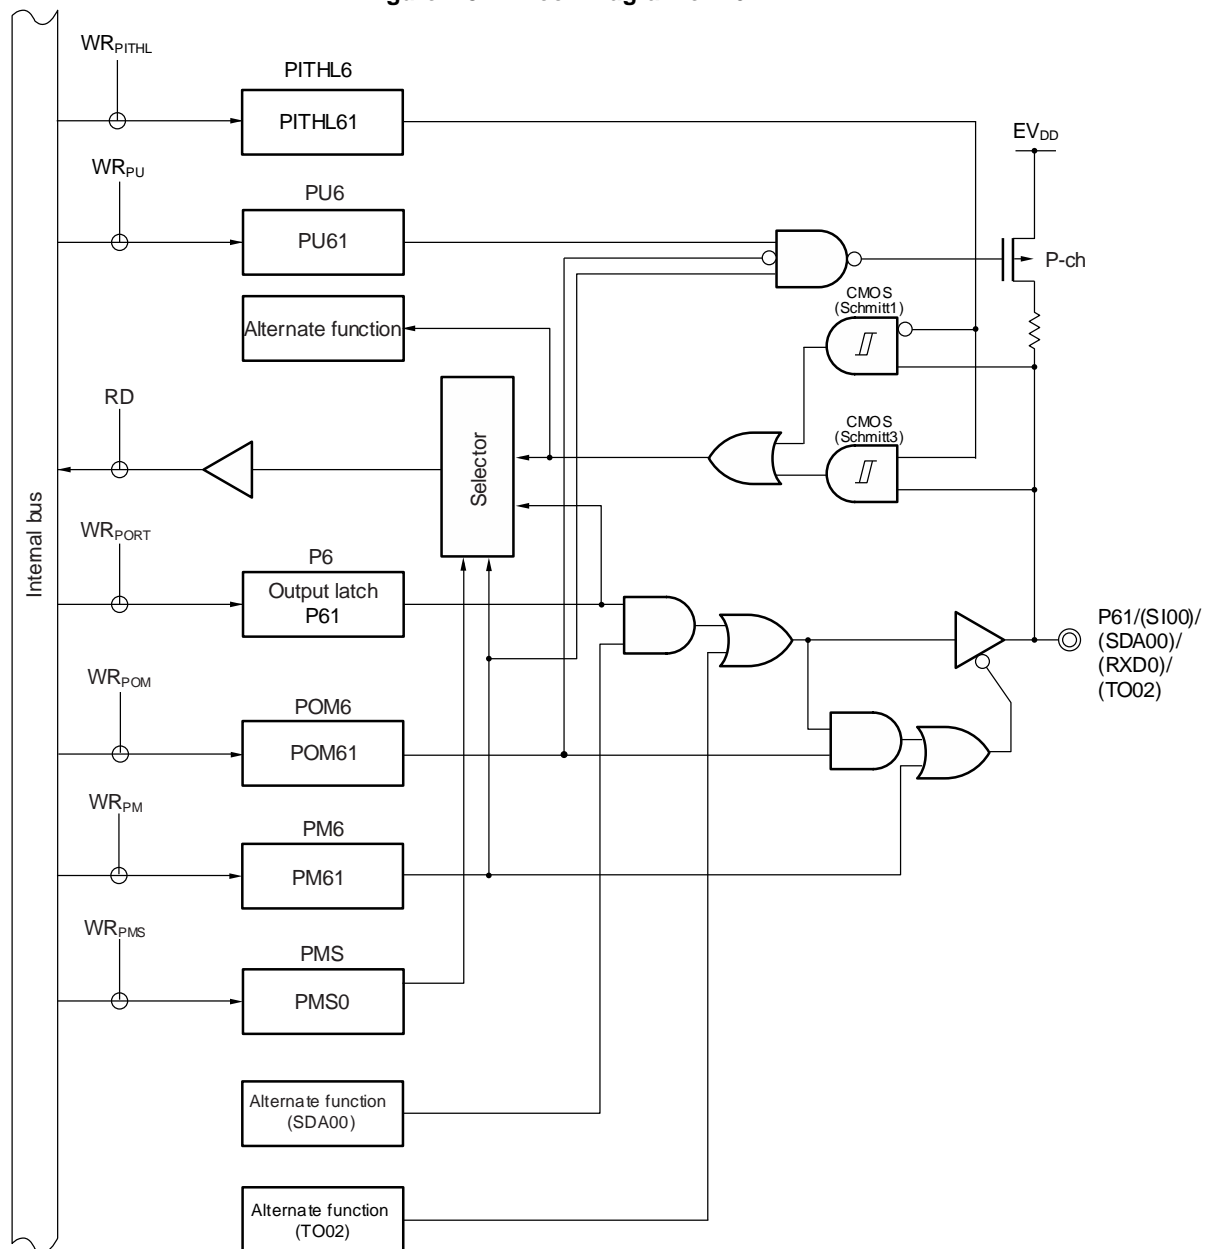 WRPITHL
PITHL6
PITHL61
EVDD
WRPU
PU6
PU61
P-ch
CMOS
(Schmitt1)
Alternate function
RD
Selector
CMOS
(Schmitt3)
Internal bus
WRPORT
P6
Output latch
P61
P61/(SI00)/
(SDA00)/
(RXD0)/
(TO02)
WRPOM
POM6
POM61
WRPM
PM6
PM61
WRPMS
PMS
PMS0
Alternate function
(SDA00)
Alternate function
(TO02)